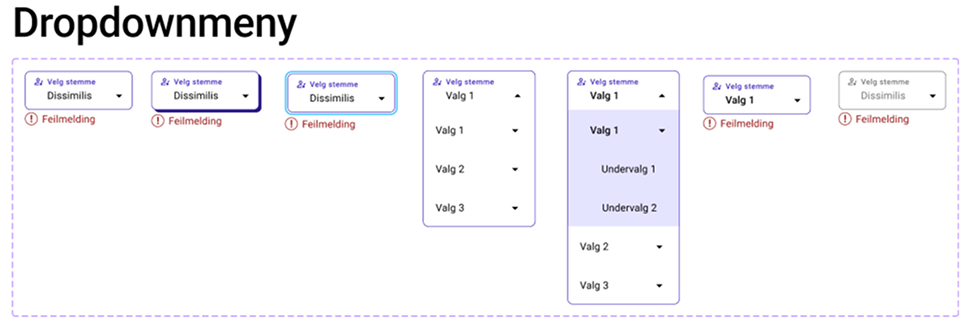 Dropdownmeny
Velg stemme
Dissimilis
Feilmelding
Velg stemme
Dissimilis
Feilmelding
Velg stemme
Dissimilis
Feilmelding
Velg stemme
Valg 1
Valg 1
Valg 2
Valg 3
Velg stemme
Valg 1
Valg 1
Undervalg 1
Undervalg 2
Valg 2
Valg 3
Velg stemme
Valg 1
Feilmelding
Velg stemme
Dissimilis
Feilmelding